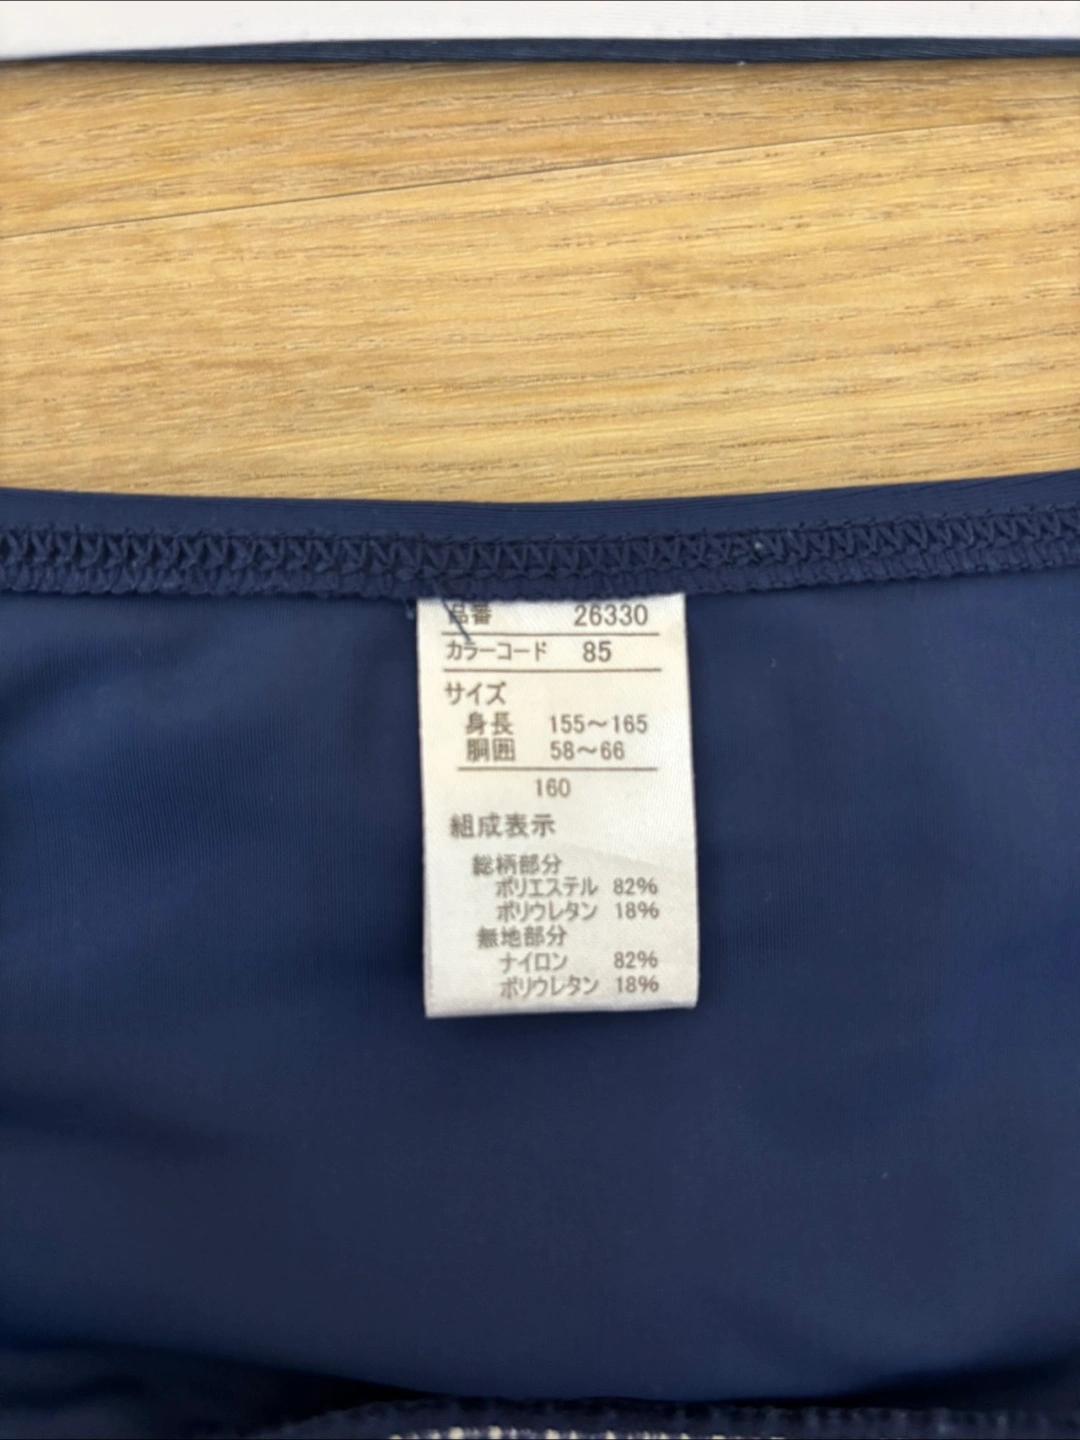 品番 26330
カラーコード 85
サイズ
身長 155～165
胴囲 58～66
160
組成表示
総柄部分
ポリエステル 82%
ポリウレタン 18%
無地部分
ナイロン 82%
ポリウレタン 18%